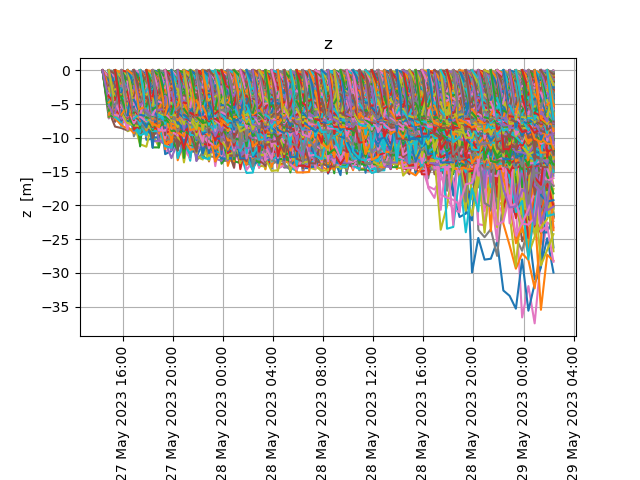 z
0
−5
−10
−15
−20
−25
−30
−35
z [m]
27 May 2023 16:00
27 May 2023 20:00
28 May 2023 00:00
28 May 2023 04:00
28 May 2023 08:00
28 May 2023 12:00
28 May 2023 16:00
28 May 2023 20:00
29 May 2023 00:00
29 May 2023 04:00